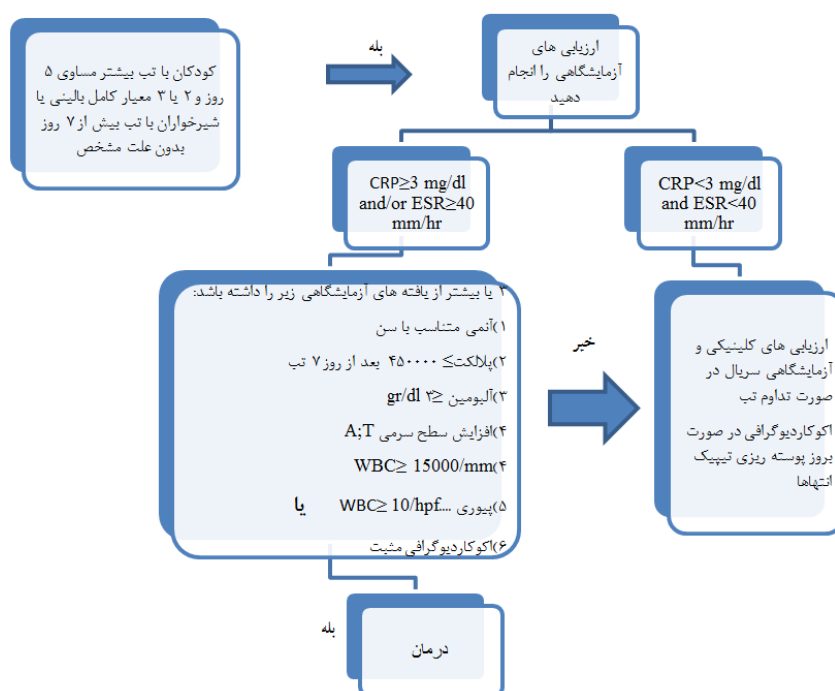 کودکان با تب بیشتر مساوی ۵
روز و ۲ یا ۳ معیار کامل بالینی یا
شیرخواران با تب بیش از ۷ روز
بدون علت مشخص
بله
ارزیابی های
آزمایشگاهی را انجام
دهید
CRP≥3 mg/dl
and/or ESR≥40
mm/hr
CRP<3 mg/dl
and ESR<40
mm/hr
۳ یا بیشتر از یافته های آزمایشگاهی زیر را داشته باشد:
۱)آنمی متناسب با سن
۲)پلالکت≥ ۴۵۰۰۰۰ بعد از روز ۷ تب
۳)آلبومین ≤۳ gr/dl
۴)افزایش سطح سرمی A;T
۴)WBC≥ 15000/mm
۵)پیوری ...WBC≥ 10/hpf یا
۶)اکوکاردیوگرافی مثبت
خیر
ارزیابی های کلینیکی و
آزمایشگاهی سریال در
صورت تداوم تب
اکوکاردیوگرافی در صورت
بروز پوسته ریزی تیپیک
انتهاها
بله
درمان